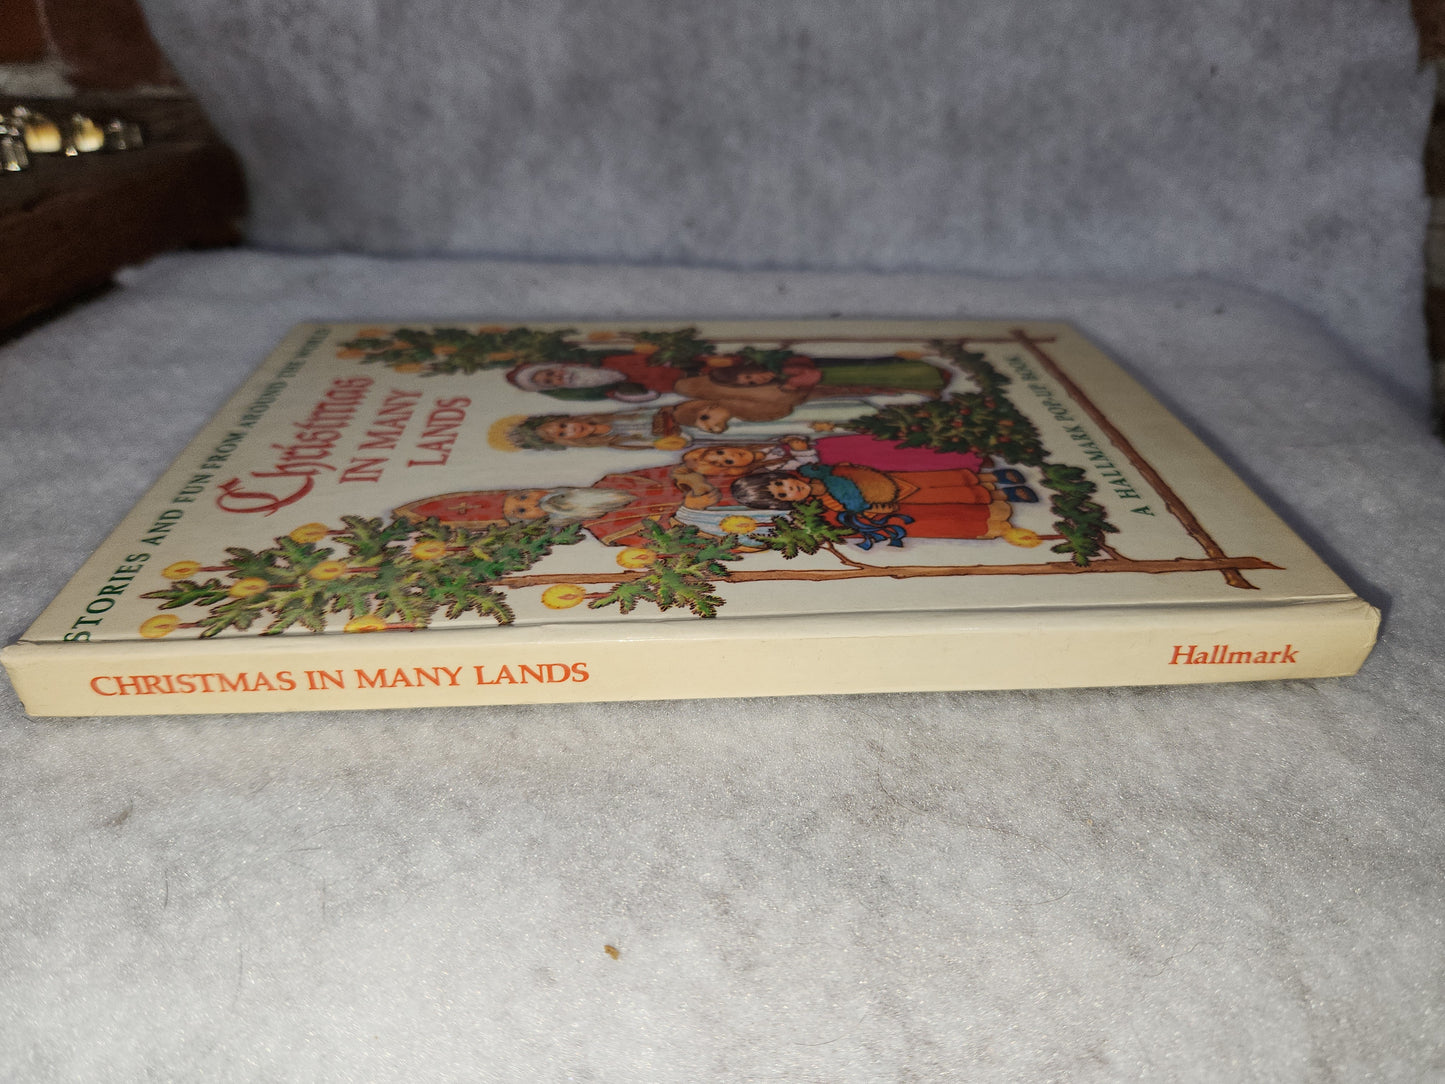 STORIES AND FUN FROM AROUND THE WORLD
Christmas
IN MANY
LANDS
A HALLMARK POP-UP BOOK
CHRISTMAS IN MANY LANDS
Hallmark